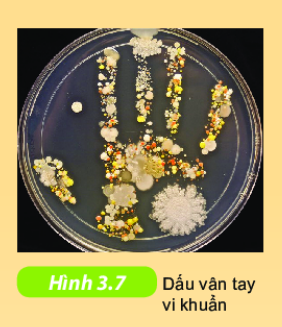 Hình 3.7
Dấu vân tay
vi khuẩn